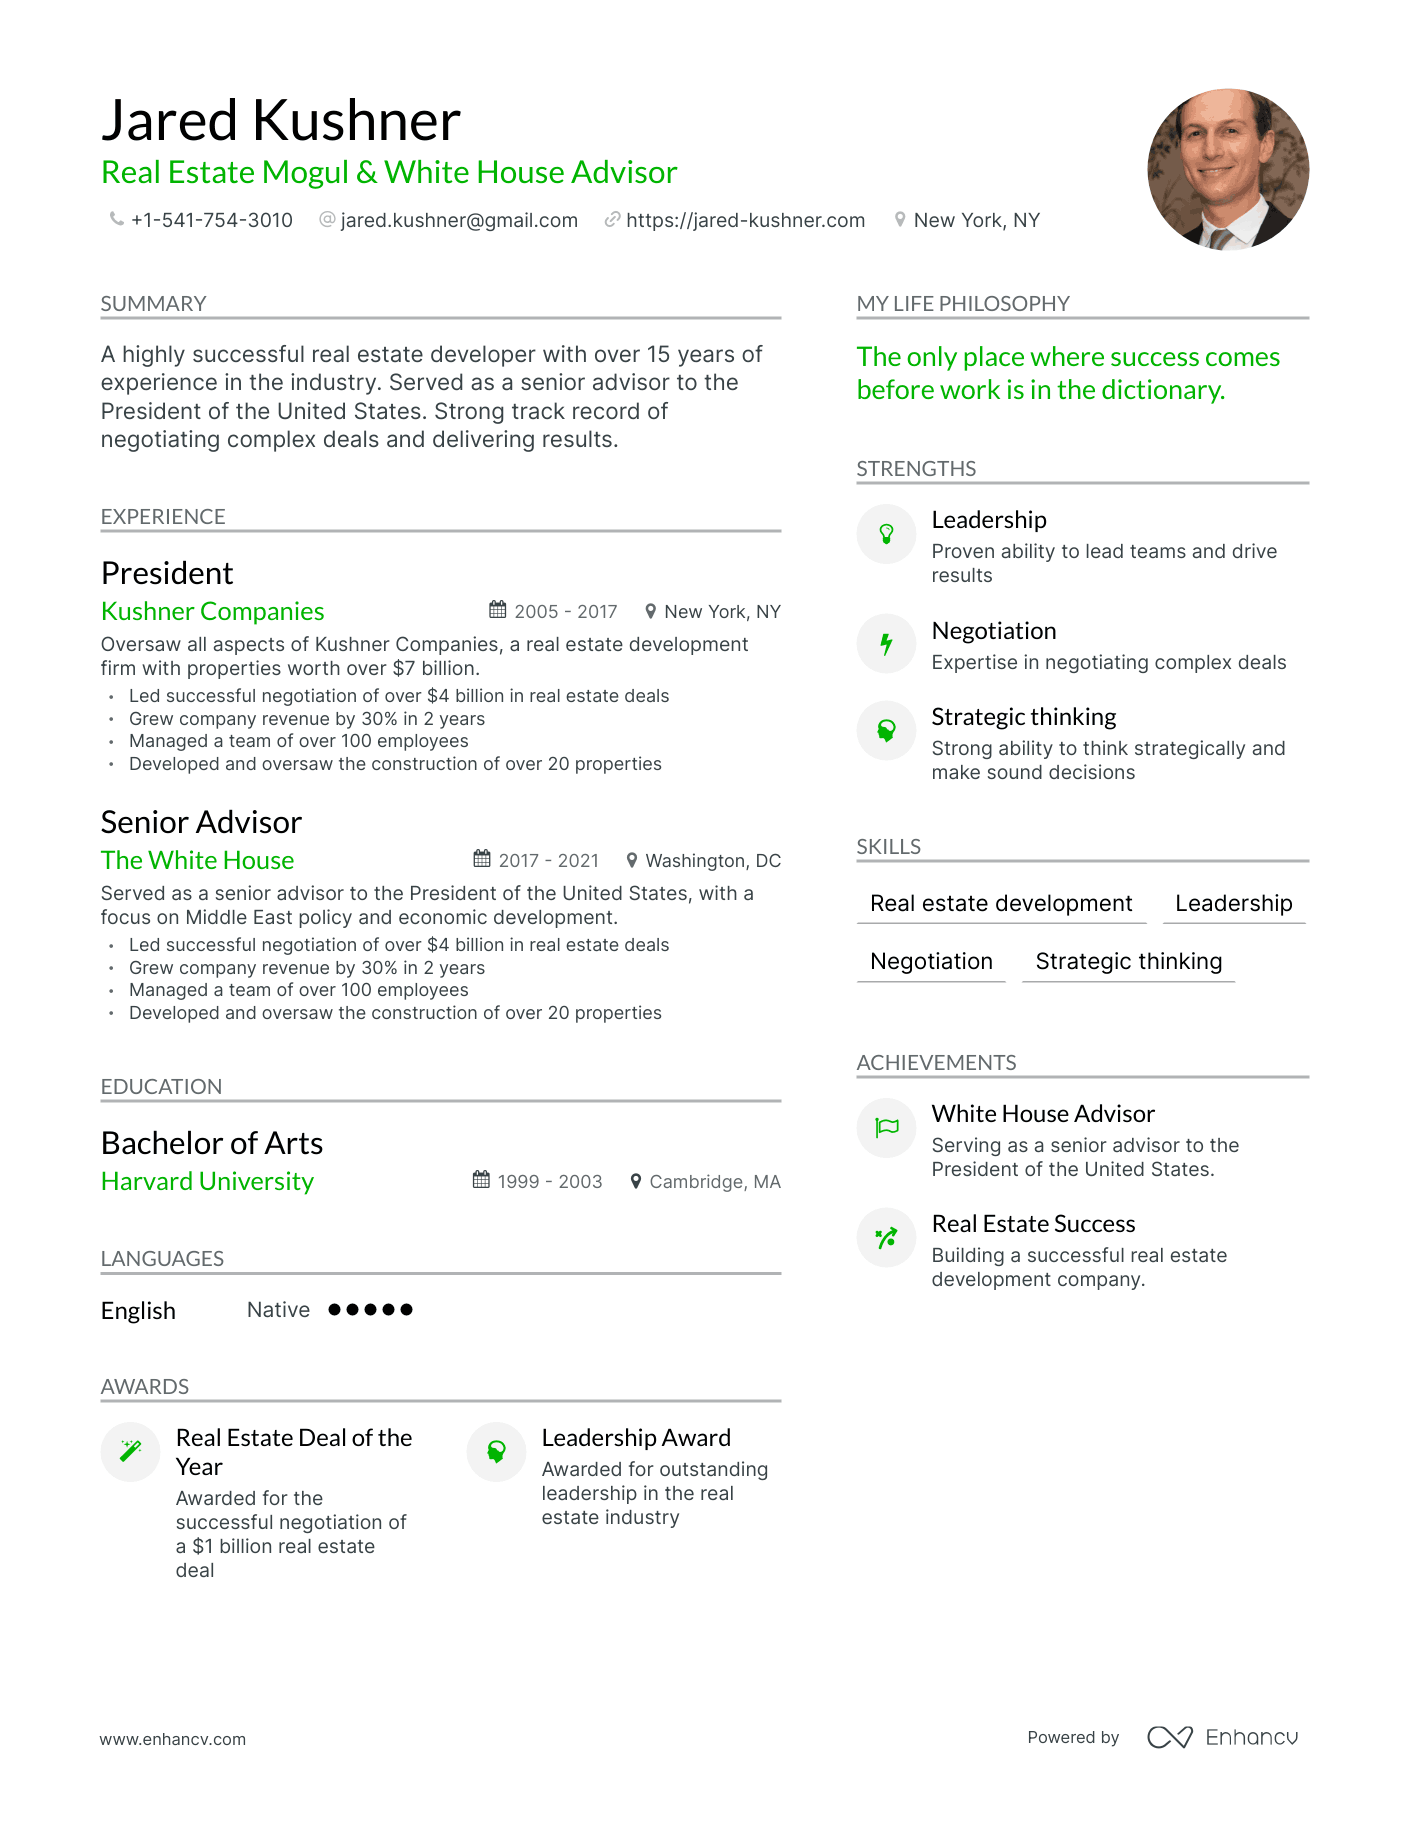 Jared Kushner
Real Estate Mogul & White House Advisor
+1-541-754-3010 @ jared.kushner@gmail.com https://jared-kushner.com New York, NY
SUMMARY
A highly successful real estate developer with over 15 years of
experience in the industry. Served as a senior advisor to the
President of the United States. Strong track record of
negotiating complex deals and delivering results.
EXPERIENCE
President
Kushner Companies 2005 - 2017 New York, NY
Oversaw all aspects of Kushner Companies, a real estate development
firm with properties worth over $7 billion.
• Led successful negotiation of over $4 billion in real estate deals
• Grew company revenue by 30% in 2 years
• Managed a team of over 100 employees
• Developed and oversaw the construction of over 20 properties
Senior Advisor
The White House 2017 - 2021 Washington, DC
Served as a senior advisor to the President of the United States, with a
focus on Middle East policy and economic development.
• Led successful negotiation of over $4 billion in real estate deals
• Grew company revenue by 30% in 2 years
• Managed a team of over 100 employees
• Developed and oversaw the construction of over 20 properties
EDUCATION
Bachelor of Arts
Harvard University 1999 - 2003 Cambridge, MA
LANGUAGES
English Native
AWARDS
Real Estate Deal of the
Year
Awarded for the
successful negotiation of
a $1 billion real estate
deal
Leadership Award
Awarded for outstanding
leadership in the real
estate industry
MY LIFE PHILOSOPHY
The only place where success comes
before work is in the dictionary.
STRENGTHS
Leadership
Proven ability to lead teams and drive
results
Negotiation
Expertise in negotiating complex deals
Strategic thinking
Strong ability to think strategically and
make sound decisions
SKILLS
Real estate development Leadership
Negotiation Strategic thinking
ACHIEVEMENTS
White House Advisor
Serving as a senior advisor to the
President of the United States.
Real Estate Success
Building a successful real estate
development company.
www.enhancv.com
Powered by Enhancv